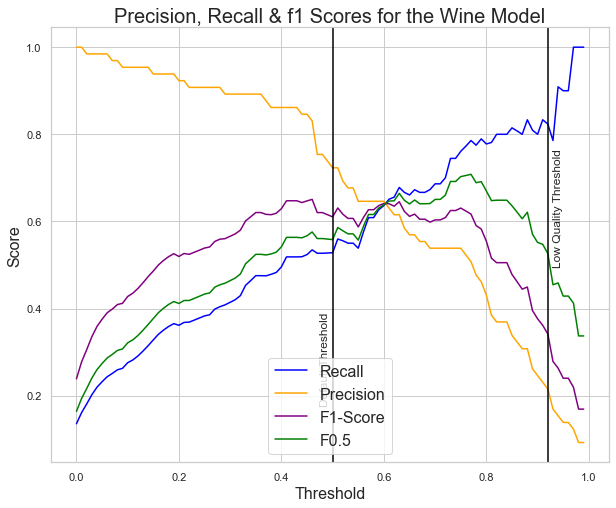 Precision, Recall & f1 Scores for the Wine Model
1.0
0.8
0.6
0.4
0.2
Score
0.0
0.2
0.4
0.6
0.8
1.0
Threshold
Threshold
Low Quality Threshold
Recall
Precision
F1-Score
F0.5